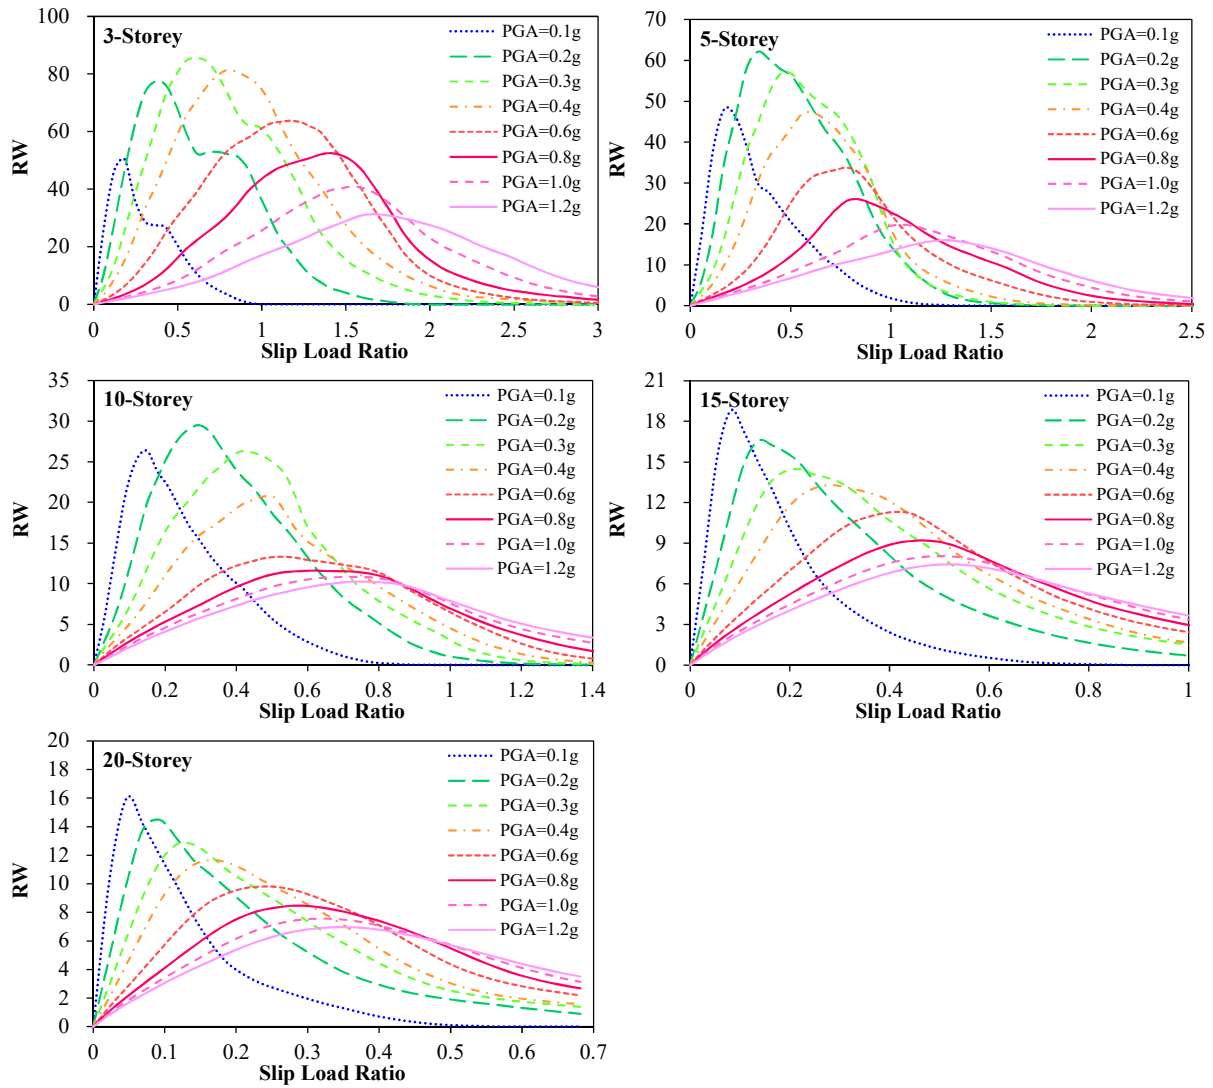 3-Storey
RW
100
80
60
40
20
0
0 0.5 1 1.5 2 2.5 3
Slip Load Ratio
PGA=0.1g
PGA=0.2g
PGA=0.3g
PGA=0.4g
PGA=0.6g
PGA=0.8g
PGA=1.0g
PGA=1.2g
5-Storey
RW
70
60
50
40
30
20
10
0
0 0.5 1 1.5 2 2.5
Slip Load Ratio
PGA=0.1g
PGA=0.2g
PGA=0.3g
PGA=0.4g
PGA=0.6g
PGA=0.8g
PGA=1.0g
PGA=1.2g
10-Storey
RW
35
30
25
20
15
10
5
0
0 0.2 0.4 0.6 0.8 1 1.2 1.4
Slip Load Ratio
PGA=0.1g
PGA=0.2g
PGA=0.3g
PGA=0.4g
PGA=0.6g
PGA=0.8g
PGA=1.0g
PGA=1.2g
15-Storey
RW
21
18
15
12
9
6
3
0
0 0.2 0.4 0.6 0.8 1
Slip Load Ratio
PGA=0.1g
PGA=0.2g
PGA=0.3g
PGA=0.4g
PGA=0.6g
PGA=0.8g
PGA=1.0g
PGA=1.2g
20-Storey
RW
20
18
16
14
12
10
8
6
4
2
0
0 0.1 0.2 0.3 0.4 0.5 0.6 0.7
Slip Load Ratio
PGA=0.1g
PGA=0.2g
PGA=0.3g
PGA=0.4g
PGA=0.6g
PGA=0.8g
PGA=1.0g
PGA=1.2g